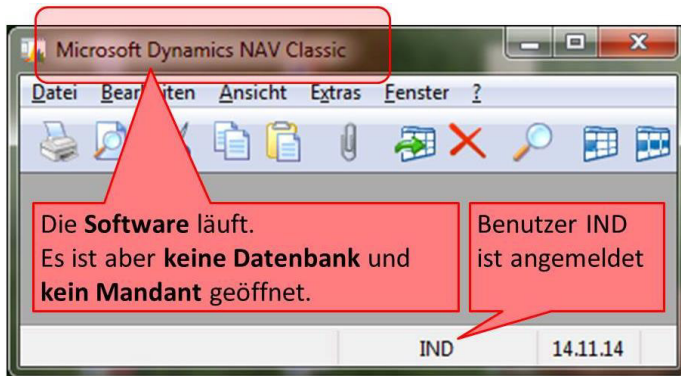 Microsoft Dynamics NAV Classic
Datei Bearbeiten Ansicht Extras Fenster ?
Die Software läuft.
Es ist aber keine Datenbank und
kein Mandant geöffnet.
Benutzer IND
ist angemeldet
IND 14.11.14